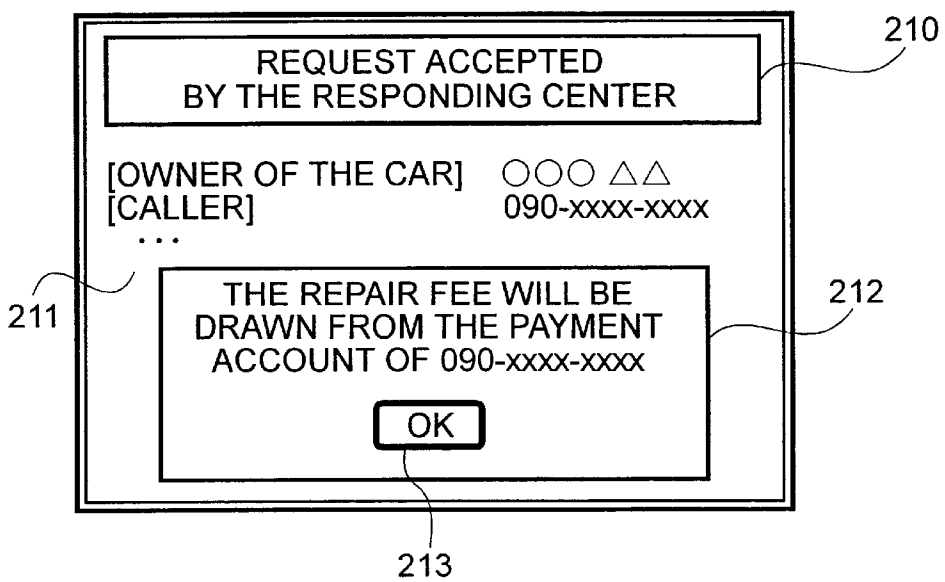 210
REQUEST ACCEPTED
BY THE RESPONDING CENTER
[OWNER OF THE CAR] ○○○ △△
[CALLER] 090-xxxx-xxxx
...
211
212
THE REPAIR FEE WILL BE
DRAWN FROM THE PAYMENT
ACCOUNT OF 090-xxxx-xxxx
OK
213